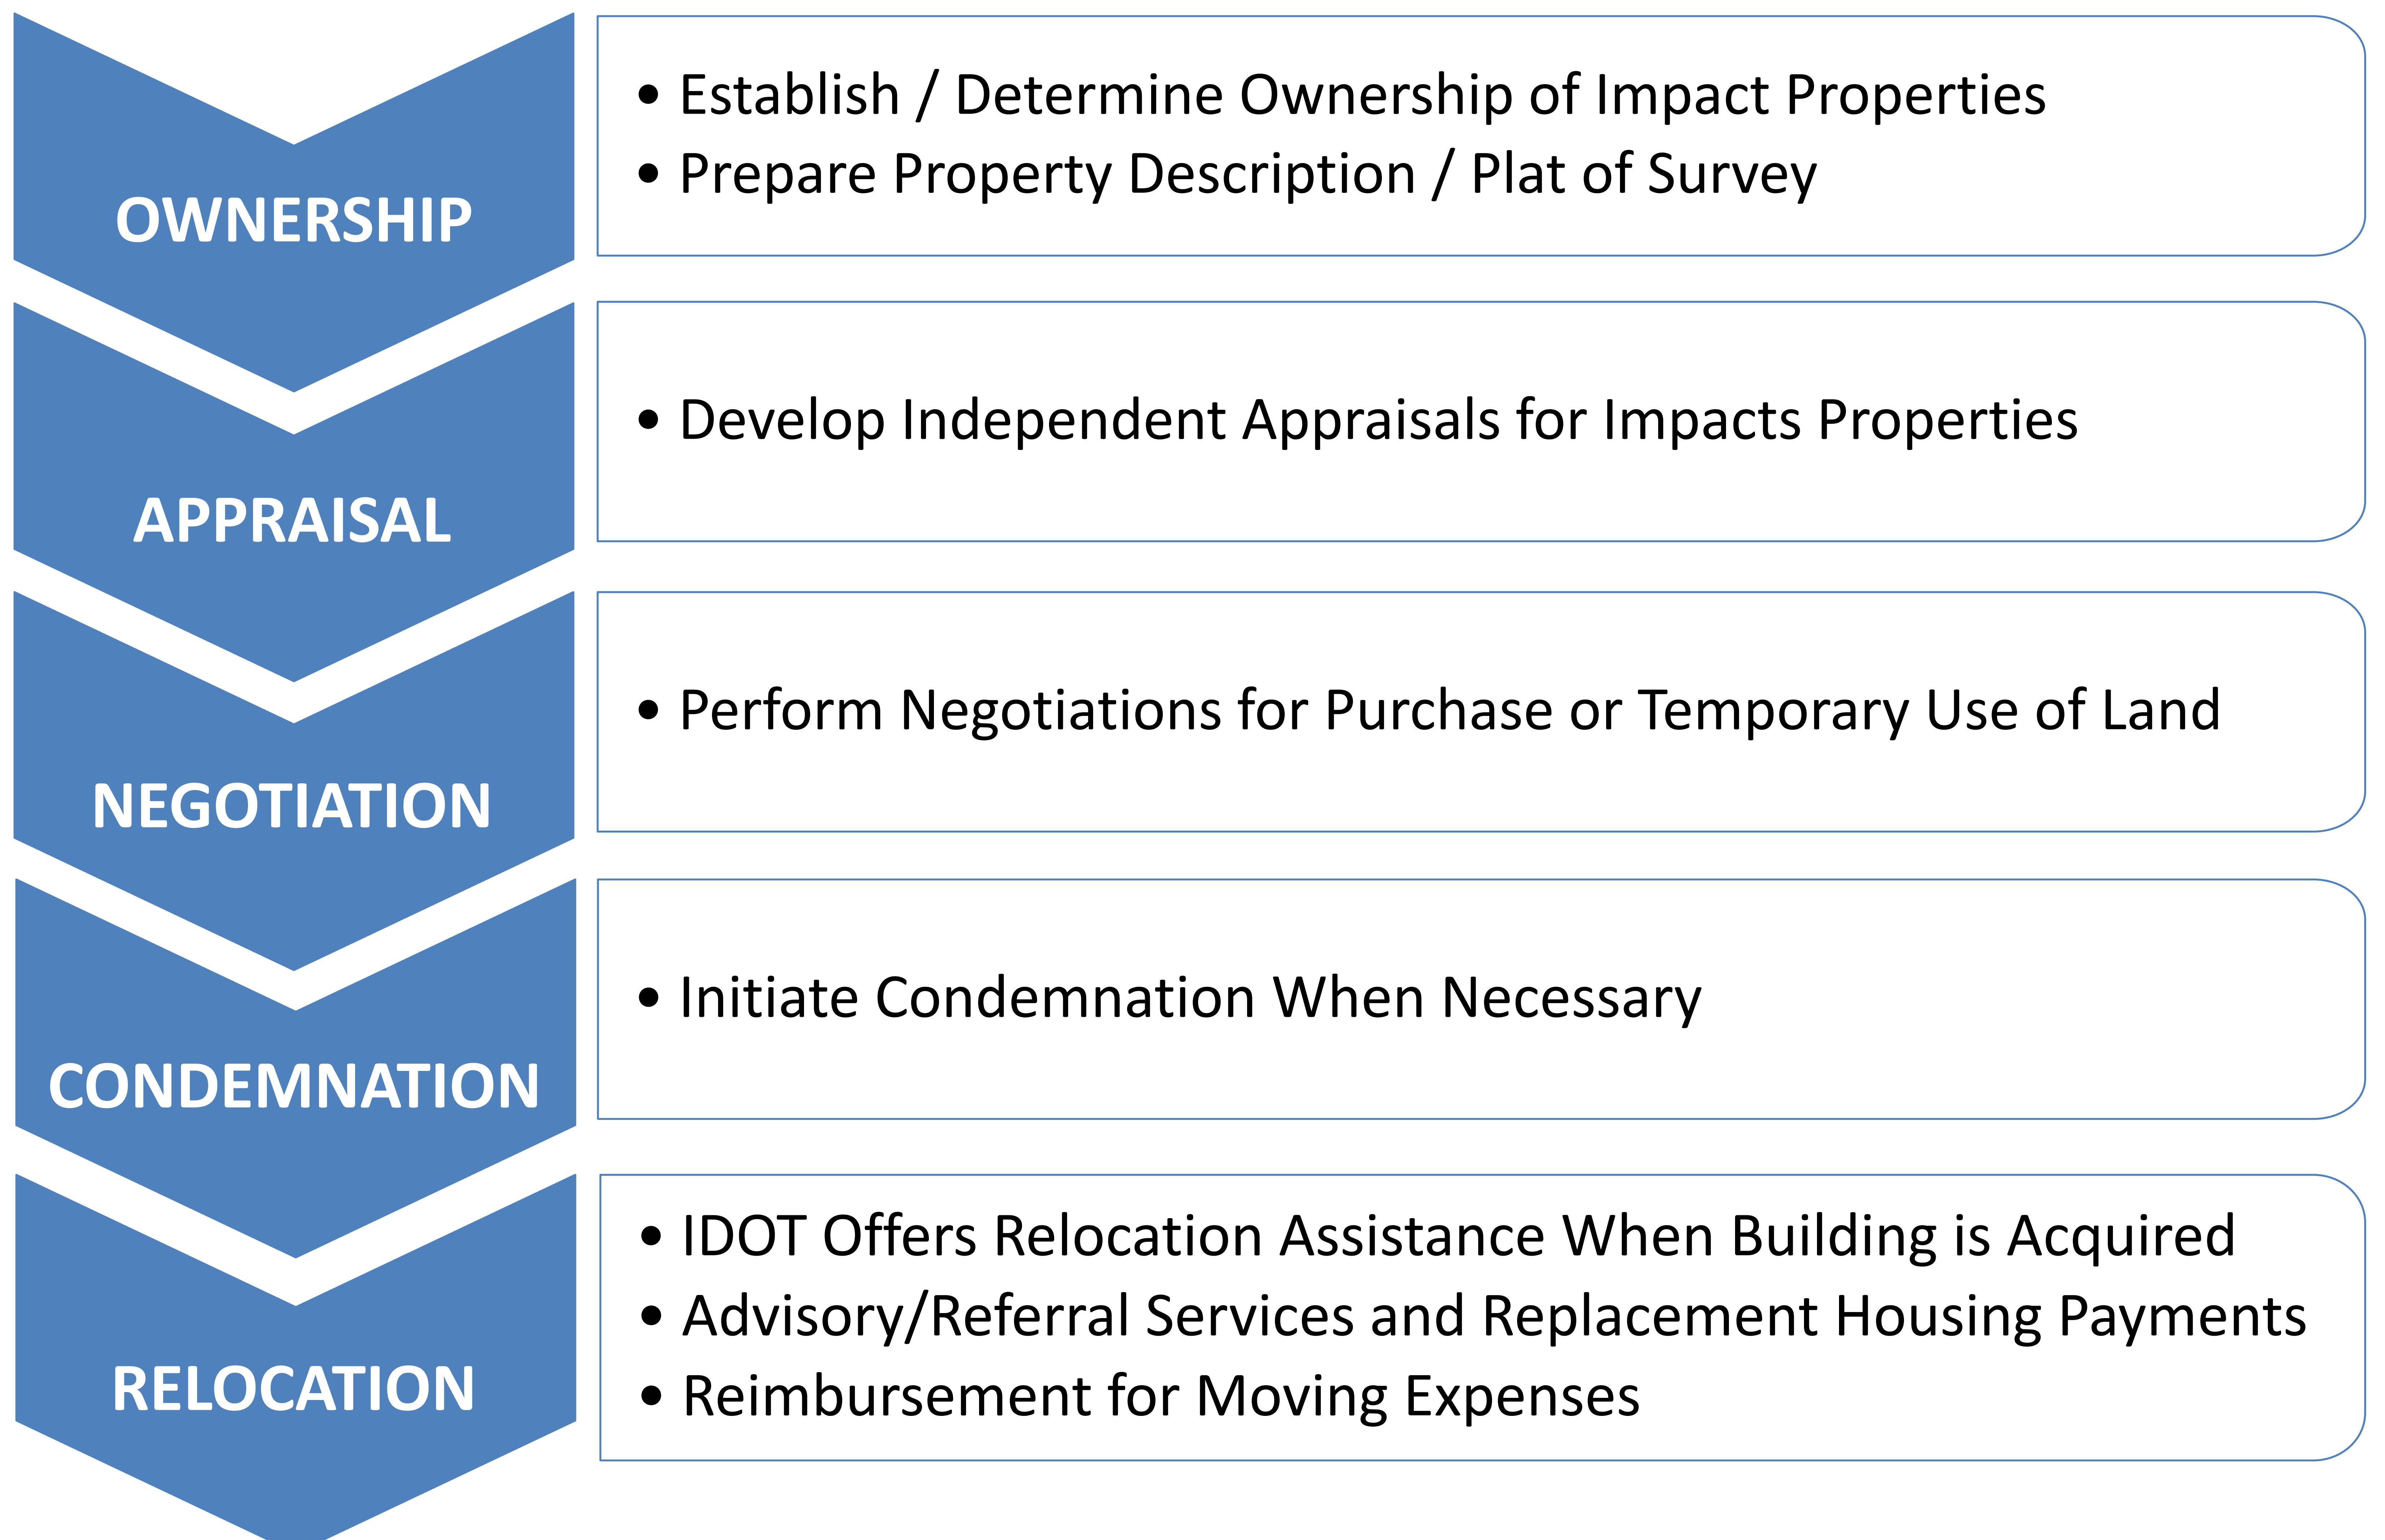 OWNERSHIP
• Establish / Determine Ownership of Impact Properties
• Prepare Property Description / Plat of Survey
APPRAISAL
• Develop Independent Appraisals for Impacts Properties
NEGOTIATION
• Perform Negotiations for Purchase or Temporary Use of Land
CONDEMNATION
• Initiate Condemnation When Necessary
RELOCATION
• IDOT Offers Relocation Assistance When Building is Acquired
• Advisory/Referral Services and Replacement Housing Payments
• Reimbursement for Moving Expenses